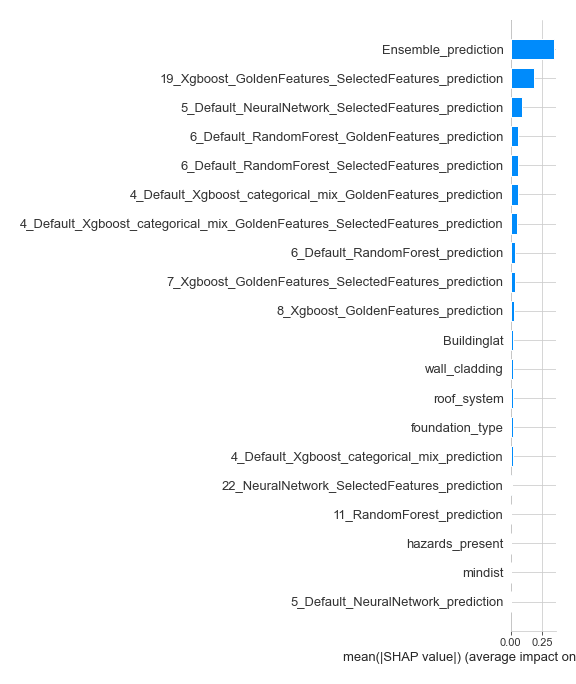 Ensemble_prediction
19_Xgboost_GoldenFeatures_SelectedFeatures_prediction
5_Default_NeuralNetwork_SelectedFeatures_prediction
6_Default_RandomForest_GoldenFeatures_prediction
6_Default_RandomForest_SelectedFeatures_prediction
4_Default_Xgboost_categorical_mix_GoldenFeatures_prediction
4_Default_Xgboost_categorical_mix_GoldenFeatures_SelectedFeatures_prediction
6_Default_RandomForest_prediction
7_Xgboost_GoldenFeatures_SelectedFeatures_prediction
8_Xgboost_GoldenFeatures_prediction
Buildinglat
wall_cladding
roof_system
foundation_type
4_Default_Xgboost_categorical_mix_prediction
22_NeuralNetwork_SelectedFeatures_prediction
11_RandomForest_prediction
hazards_present
mindist
5_Default_NeuralNetwork_prediction
0.00 0.25
mean(|SHAP value|) (average impact on